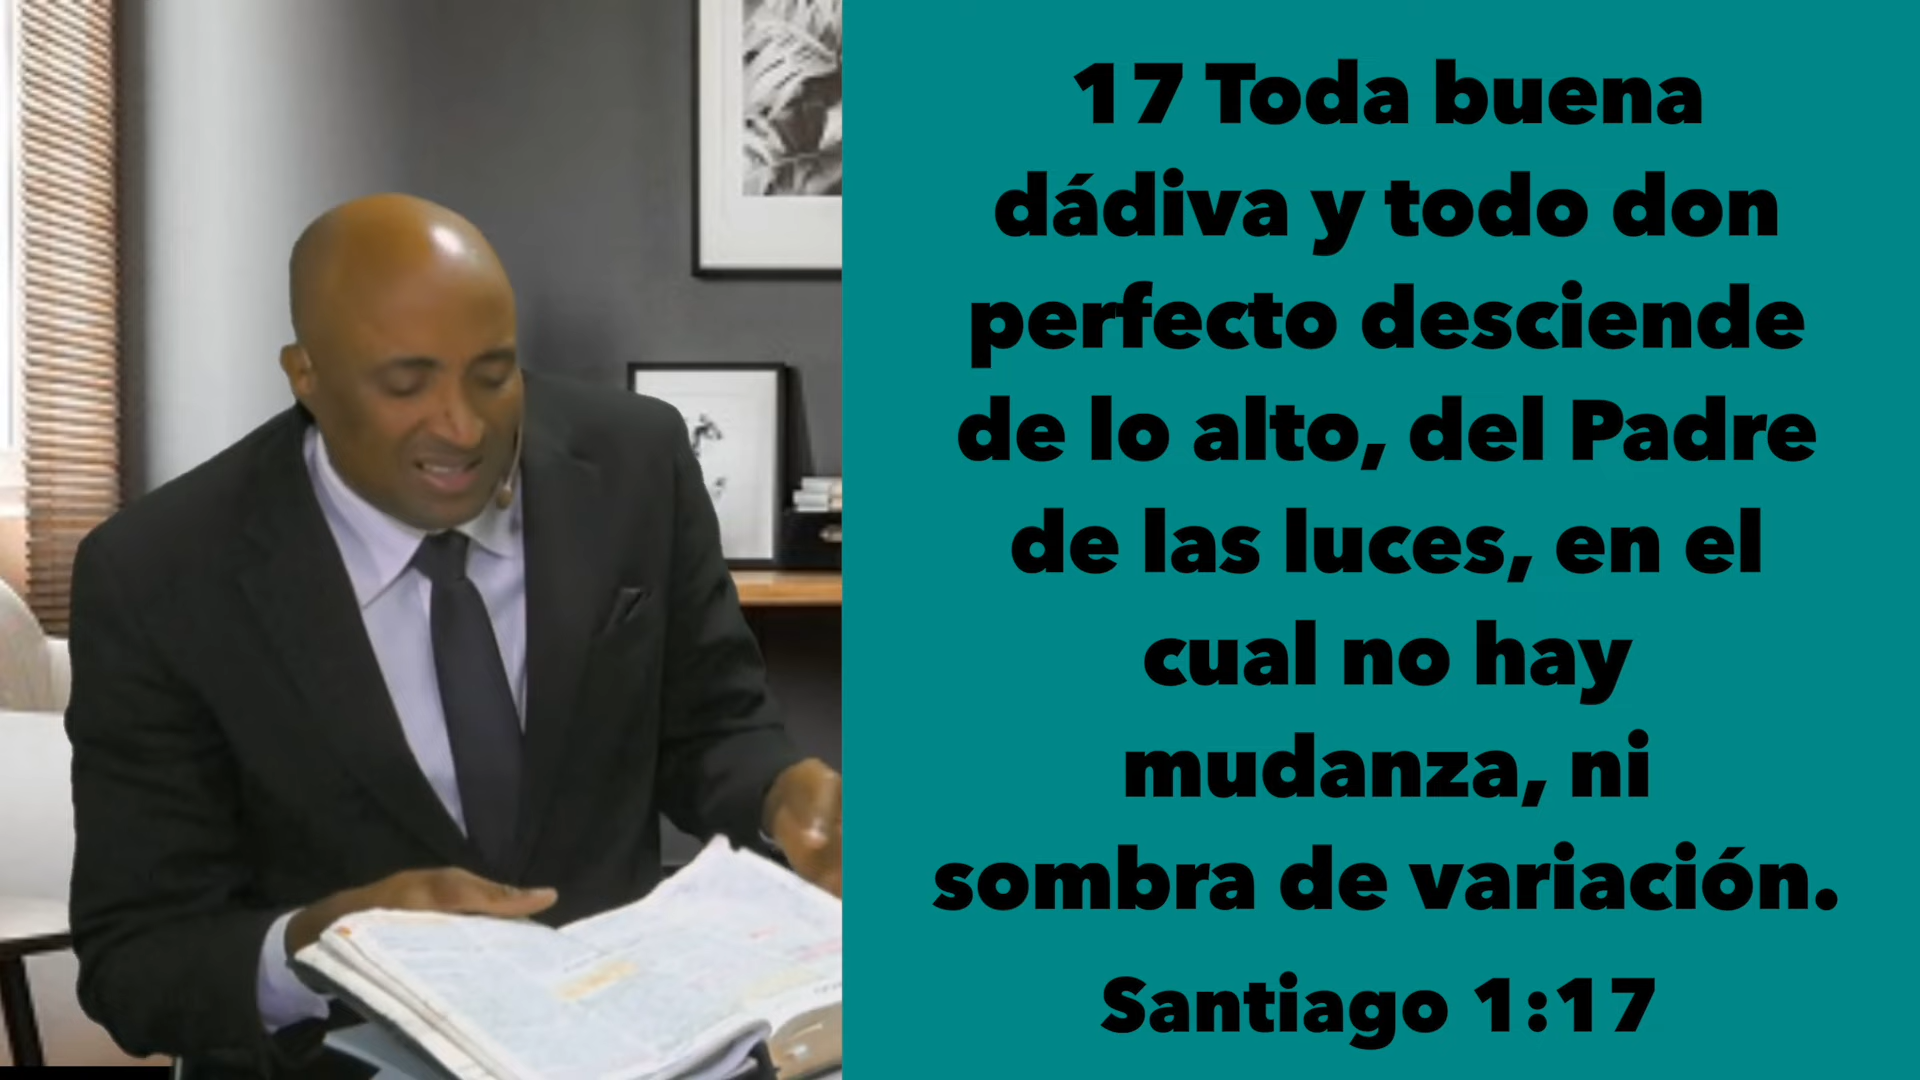 17 Toda buena
dádiva y todo don
perfecto desciende
de lo alto, del Padre
de las luces, en el
cual no hay
mudanza, ni
sombra de variación.
Santiago 1:17